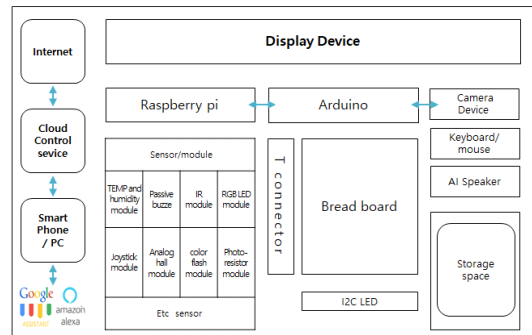 Internet
Display Device
Raspberry pi
Arduino
Camera
Device
Cloud
Control
sevice
Keyboard/
mouse
Sensor/module
T connector
AI Speaker
TEMP and
humidity
module
Passive
buzze
IR
module
RGB LED
module
Bread board
Smart
Phone
/ PC
Joystick
module
Analog
hall
module
color
flash
module
Photo-
resistor
module
Storage
space
Google
ASSISTANT
amazon
alexa
Etc sensor
I2C LED